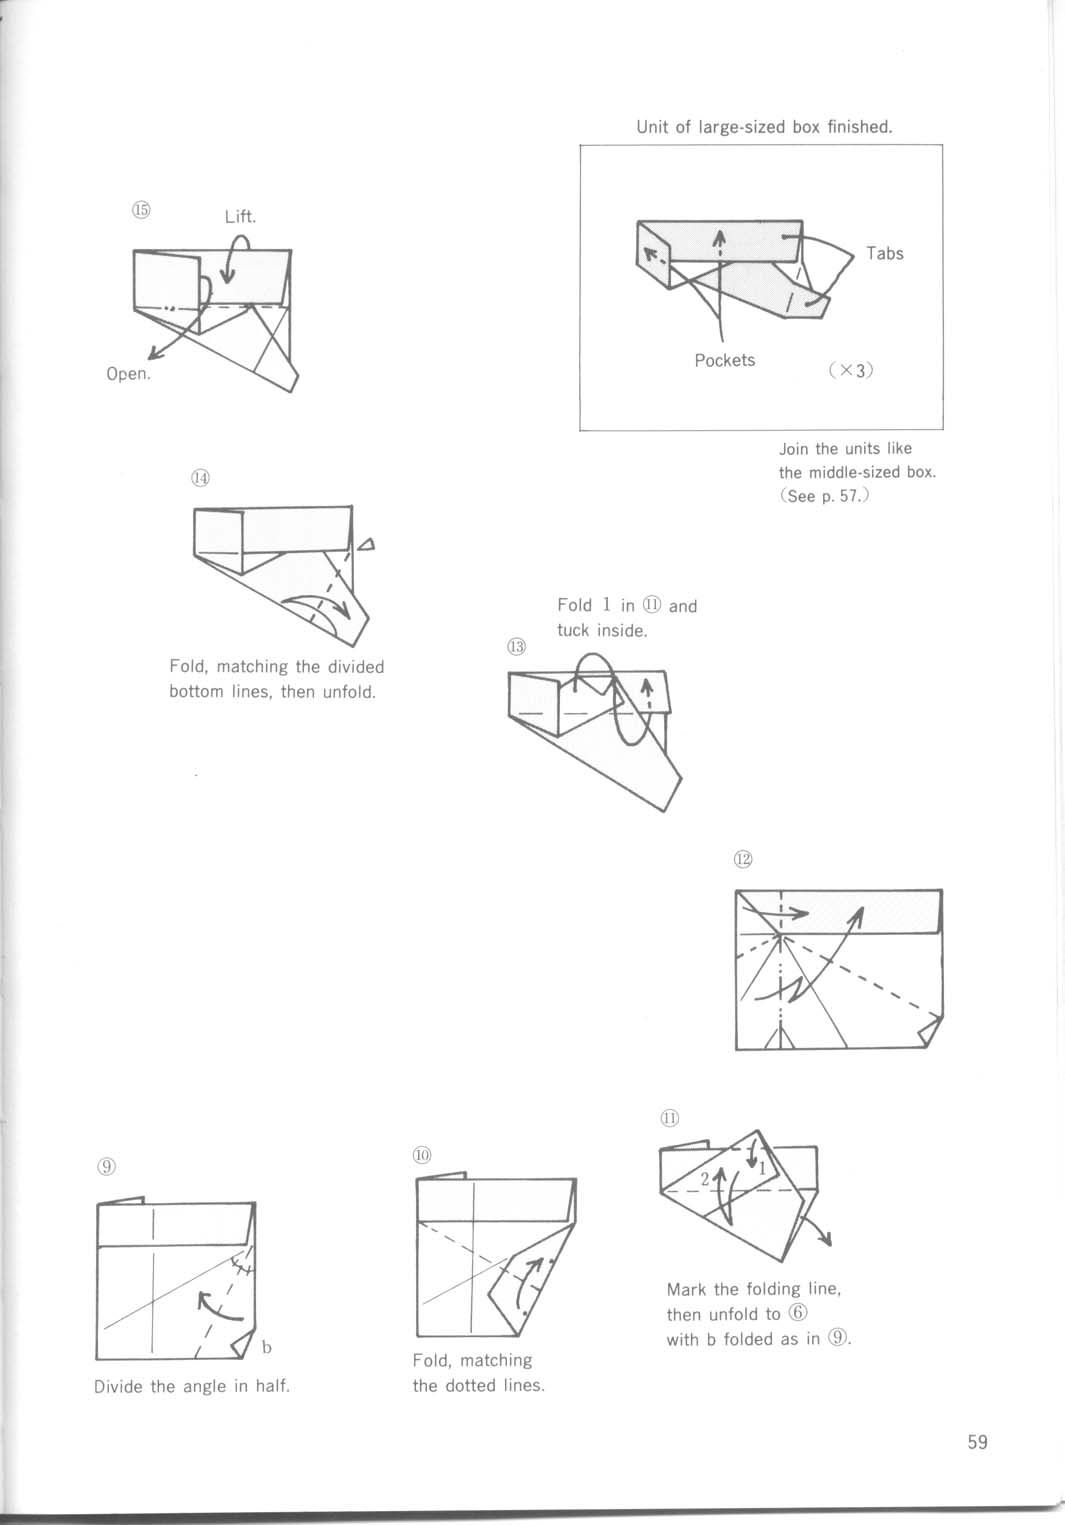 Unit of large-sized box finished.
⑮
Lift.
Open.
Tabs
Pockets
(×3)
Join the units like
the middle-sized box.
(See p. 57.)
⑭
Fold, matching the divided
bottom lines, then unfold.
Fold 1 in ⑪ and
tuck inside.
⑬
⑫
⑪
1
2
Mark the folding line,
then unfold to ⑥
with b folded as in ⑨.
⑨
b
Divide the angle in half.
⑩
Fold, matching
the dotted lines.
59